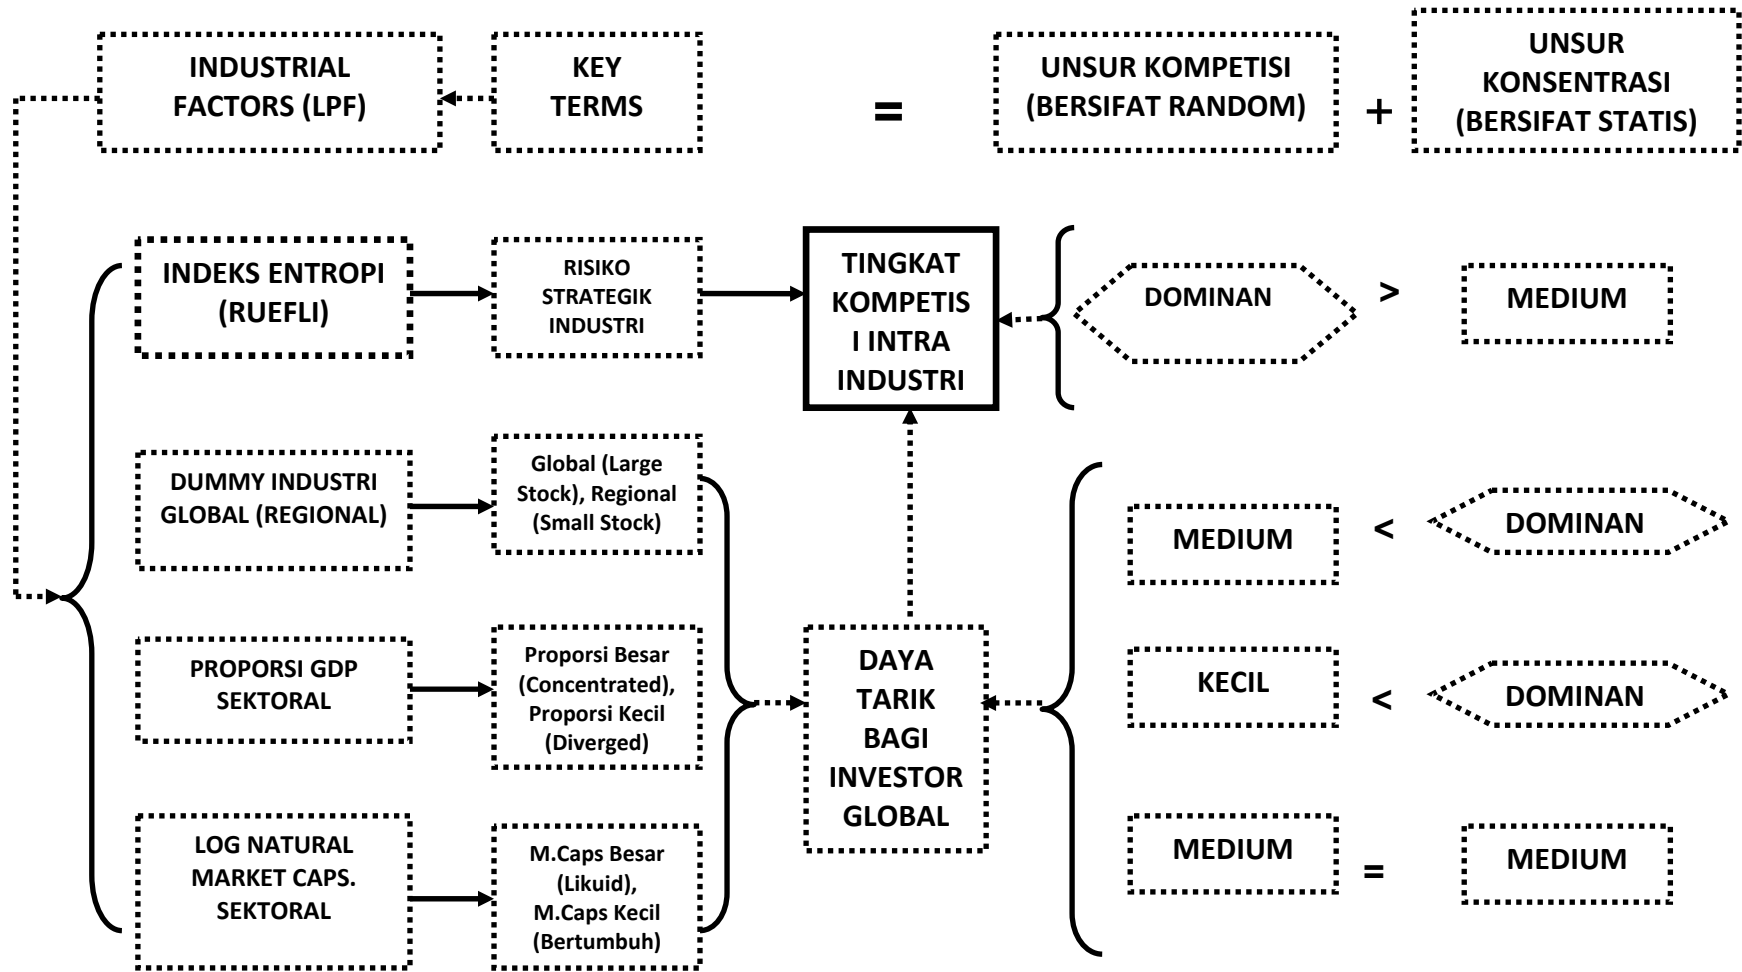 INDUSTRIAL
FACTORS (LPF)
KEY
TERMS
=
UNSUR KOMPETISI
(BERSIFAT RANDOM)
+
UNSUR
KONSENTRASI
(BERSIFAT STATIS)
INDEKS ENTROPI
(RUEFLI)
RISIKO
STRATEGIK
INDUSTRI
TINGKAT
KOMPETIS
I INTRA
INDUSTRI
DOMINAN
>
MEDIUM
DUMMY INDUSTRI
GLOBAL (REGIONAL)
Global (Large
Stock), Regional
(Small Stock)
MEDIUM
<
DOMINAN
PROPORSI GDP
SEKTORAL
Proporsi Besar
(Concentrated),
Proporsi Kecil
(Diverged)
DAYA
TARIK
BAGI
INVESTOR
GLOBAL
KECIL
<
DOMINAN
LOG NATURAL
MARKET CAPS.
SEKTORAL
M.Caps Besar
(Likuid),
M.Caps Kecil
(Bertumbuh)
MEDIUM
=
MEDIUM